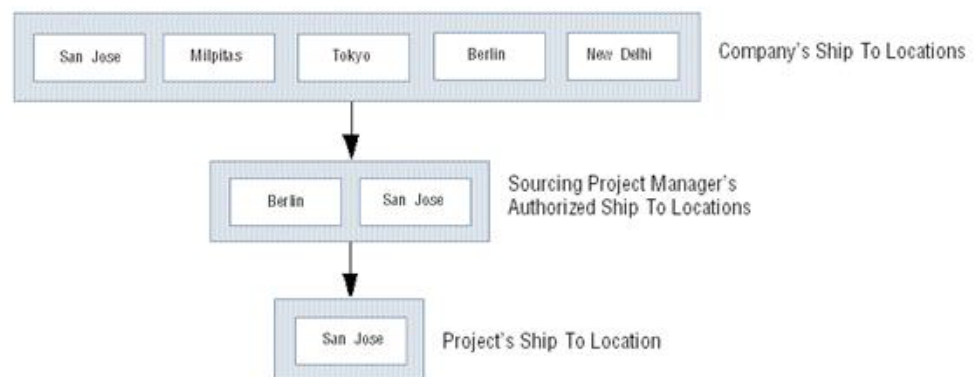 San Jose
Milpitas
Tokyo
Berlin
New Delhi
Company's Ship To Locations
Berlin
San Jose
Sourcing Project Manager's
Authorized Ship To Locations
San Jose
Project's Ship To Location